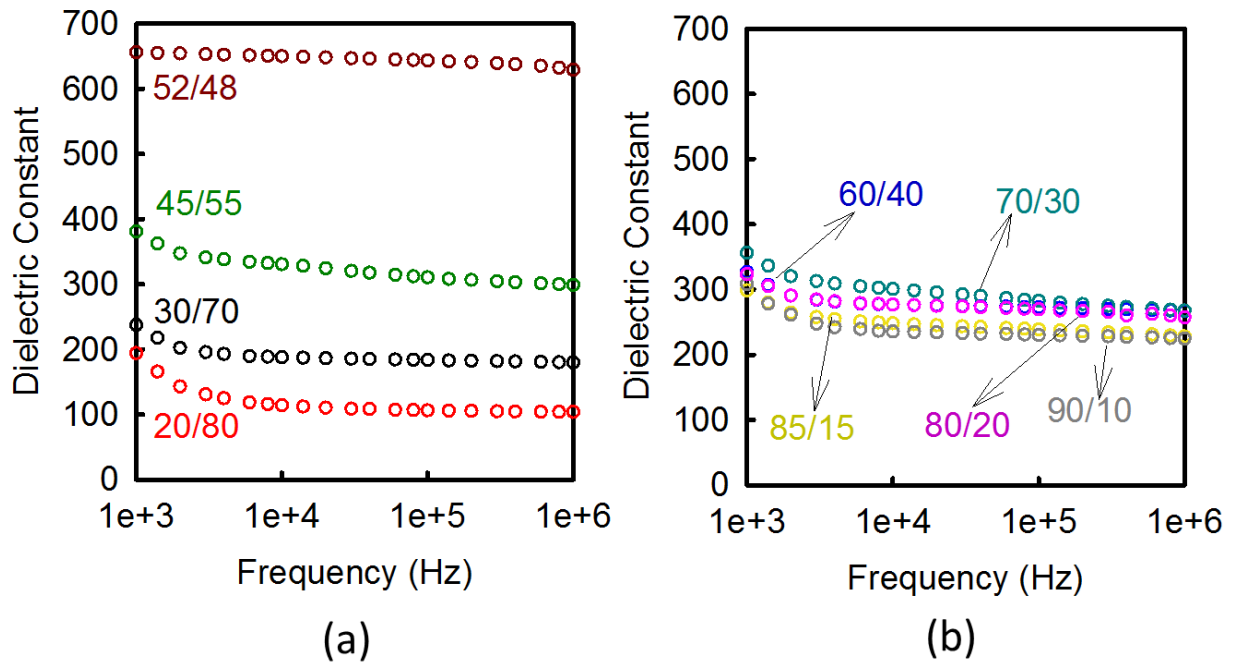 700
600
500
400
300
200
100
0
Dielectric Constant
52/48
45/55
30/70
20/80
1e+3 1e+4 1e+5 1e+6
Frequency (Hz)
(a)
700
600
500
400
300
200
100
0
Dielectric Constant
60/40 70/30
85/15 80/20 90/10
1e+3 1e+4 1e+5 1e+6
Frequency (Hz)
(b)